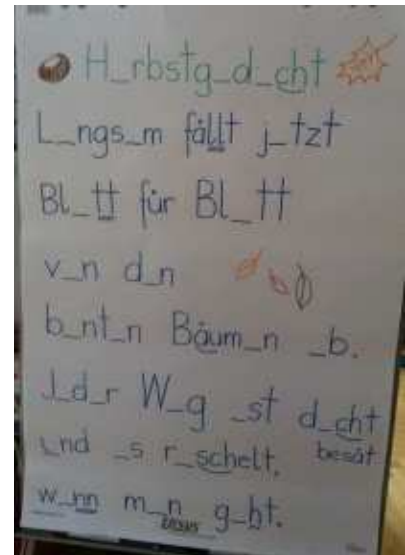 H_rbstg_d_cht
L_ngs_m fällt j_tzt
Bl_tt für Bl_tt
v_n d_n
b_nt_n Bäum_n _b.
J_d_r W_g _st d_cht
besät
_nd _s r_schelt,
w_nn m_n g_ht.